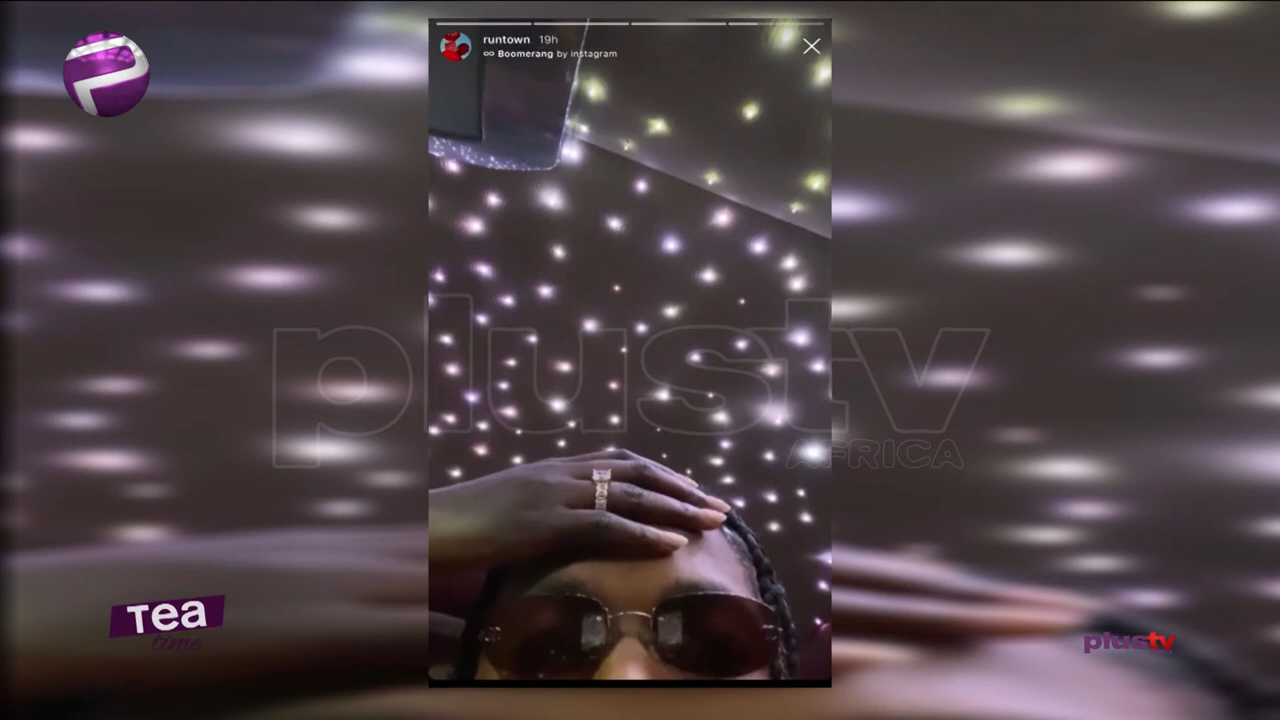 runtown 19h
Boomerang by instagram
plustv
AFRICA
Tea
time
plustv